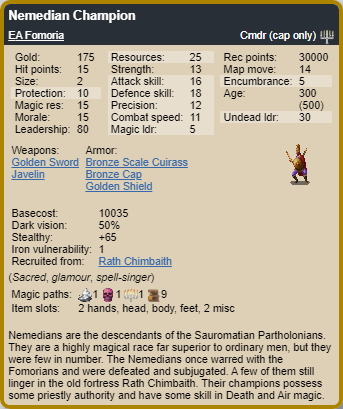 Nemedian Champion
EA Fomoria Cmdr (cap only)
Gold: 175 Resources: 25 Rec points: 30000
Hit points: 15 Strength: 13 Map move: 14
Size: 2 Attack skill: 16 Encumbrance: 5
Protection: 10 Defence skill: 18 Age: 300
Magic res: 15 Precision: 12 (500)
Morale: 15 Combat speed: 11 Undead ldr: 30
Leadership: 80 Magic ldr: 5
Weapons: Armor:
Golden Sword Bronze Scale Cuirass
Javelin Bronze Cap
Golden Shield
Basecost: 10035
Dark vision: 50%
Stealthy: +65
Iron vulnerability: 1
Recruited from: Rath Chimbaith
(Sacred, glamour, spell-singer)
Magic paths: 1 1 1 9
Item slots: 2 hands, head, body, feet, 2 misc
Nemedians are the descendants of the Sauromatian Partholonians.
They are a highly magical race far superior to ordinary men, but they
were few in number. The Nemedians once warred with the
Fomorians and were defeated and subjugated. A few of them still
linger in the old fortress Rath Chimbaith. Their champions possess
some priestly authority and have some skill in Death and Air magic.